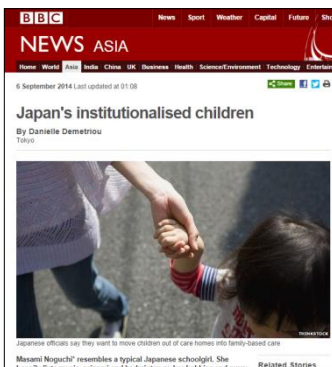 BBC News Sport Weather Capital Future Sho
NEWS ASIA
Home World Asia India China UK Business Health Science/Environment Technology Entertain
6 September 2014 Last updated at 01:08
Share
Japan's institutionalised children
By Danielle Demetriou
Tokyo
THINKSTOCK
Japanese officials say they want to move children out of care homes into family-based care
Masami Noguchi* resembles a typical Japanese schoolgirl. She
Related Stories